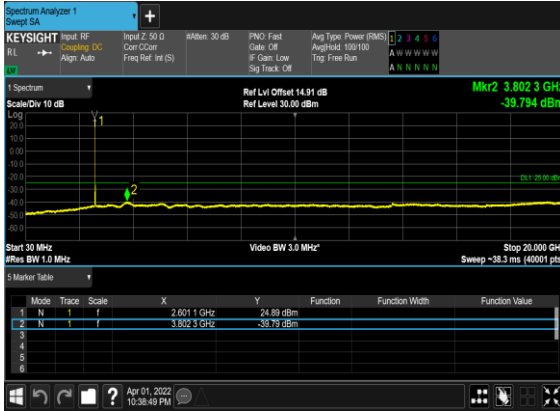 Spectrum Analyzer 1
Swept SA
+
KEYSIGHT Input: RF Input Z: 50 Ω #Atten: 30 dB PNO: Fast Avg Type: Power (RMS) 1 2 3 4 5 6
RL Coupling: DC Corr CCorr Gate: Off Avg|Hold: 100/100 A W W W W W
Align: Auto Freq Ref: Int (S) IF Gain: Low Trig: Free Run
Sig Track: Off A N N N N N
1 Spectrum Ref Lvl Offset 14.91 dB Mkr2 3.802 3 GHz
Scale/Div 10 dB Ref Level 30.00 dBm -39.794 dBm
Log
1
20.0
10.0
0.00
-10.0
-20.0
DL1 -25.00 dBm
-30.0
2
-40.0
-50.0
-60.0
Start 30 MHz Video BW 3.0 MHz* Stop 20.000 GH
#Res BW 1.0 MHz Sweep ~38.3 ms (40001 pts
5 Marker Table
Mode Trace Scale X Y Function Function Width Function Value
1 N 1 f 2.601 1 GHz 24.89 dBm
2 N 1 f 3.802 3 GHz -39.79 dBm
3
4
5
6
? Apr 01, 2022
10:38:49 PM